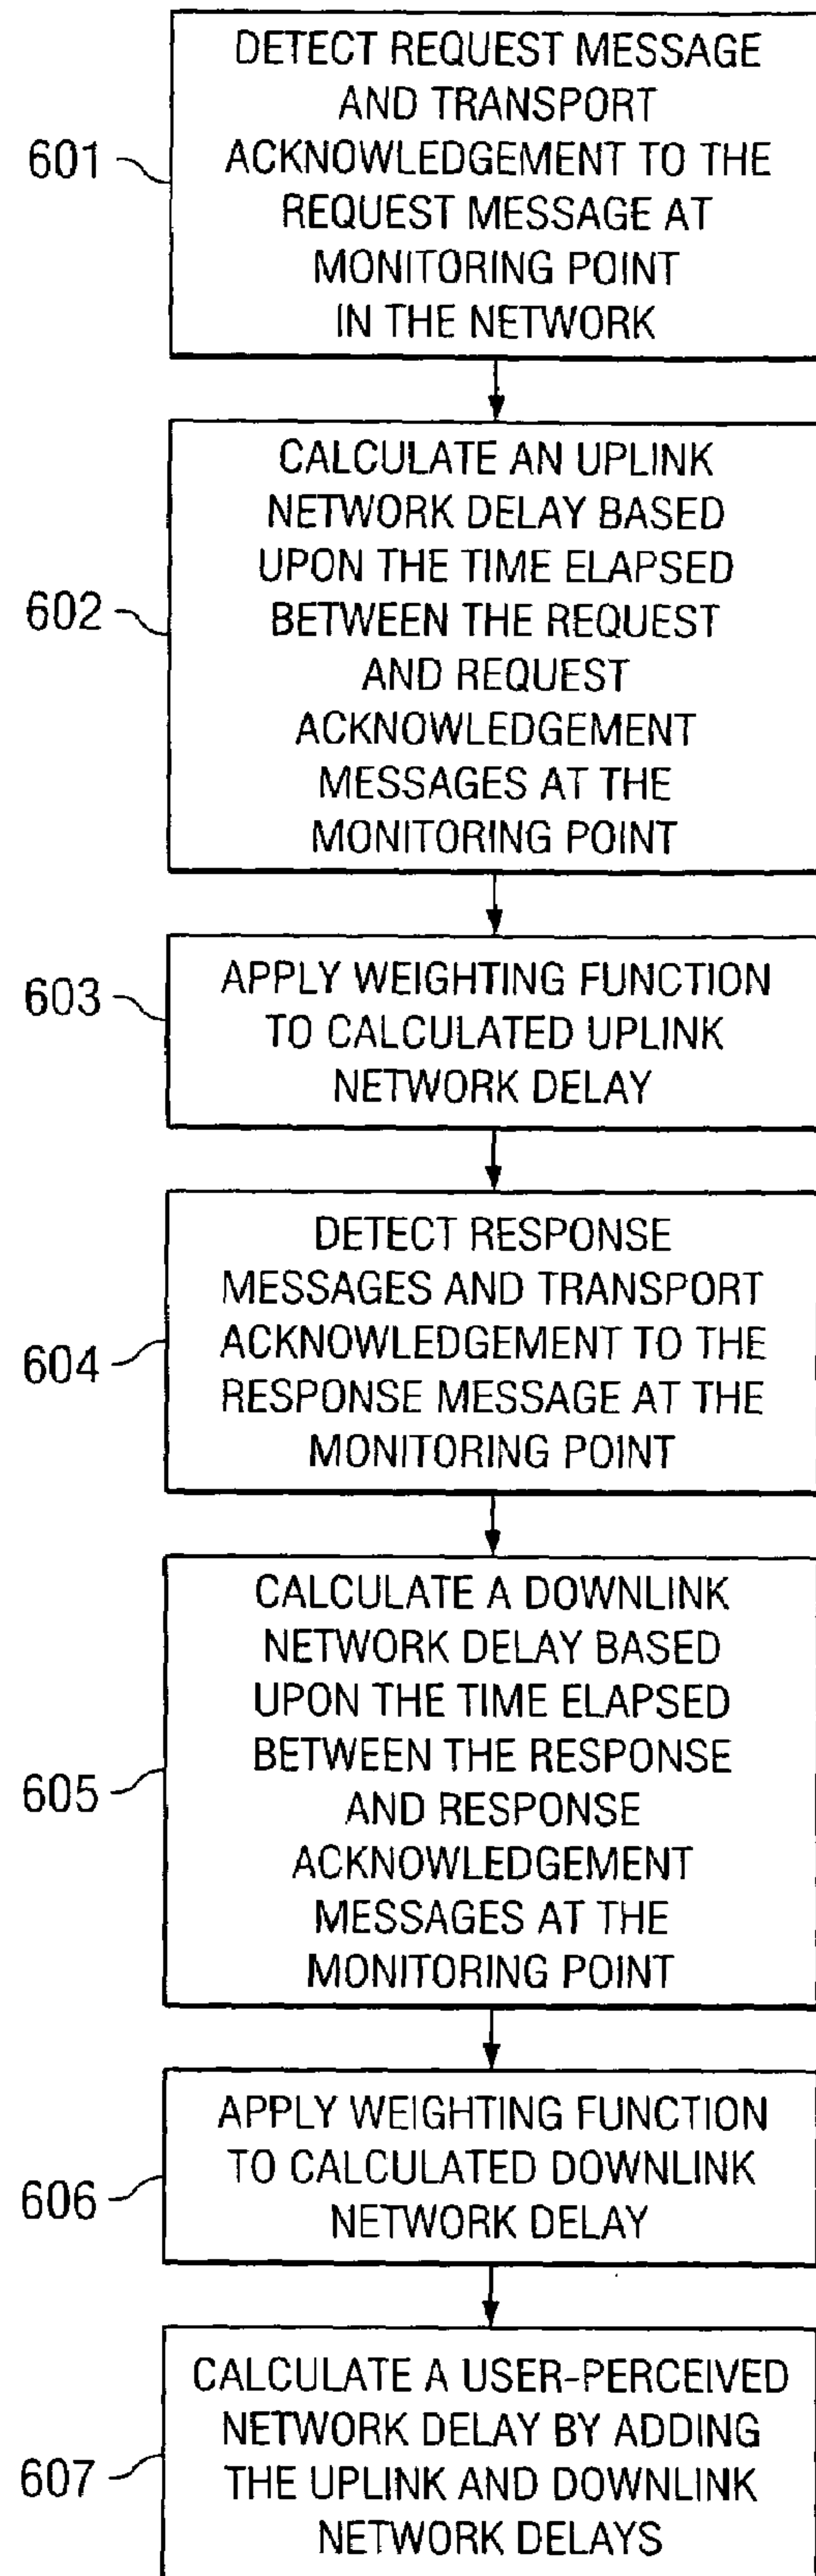 DETECT REQUEST MESSAGE
AND TRANSPORT
601
ACKNOWLEDGEMENT TO THE
REQUEST MESSAGE AT
MONITORING POINT
IN THE NETWORK
CALCULATE AN UPLINK
NETWORK DELAY BASED
UPON THE TIME ELAPSED
602
BETWEEN THE REQUEST
AND REQUEST
ACKNOWLEDGEMENT
MESSAGES AT THE
MONITORING POINT
603
APPLY WEIGHTING FUNCTION
TO CALCULATED UPLINK
NETWORK DELAY
DETECT RESPONSE
MESSAGES AND TRANSPORT
604
ACKNOWLEDGEMENT TO THE
RESPONSE MESSAGE AT THE
MONITORING POINT
CALCULATE A DOWNLINK
NETWORK DELAY BASED
UPON THE TIME ELAPSED
BETWEEN THE RESPONSE
605
AND RESPONSE
ACKNOWLEDGEMENT
MESSAGES AT THE
MONITORING POINT
APPLY WEIGHTING FUNCTION
TO CALCULATED DOWNLINK
606
NETWORK DELAY
CALCULATE A USER-PERCEIVED
NETWORK DELAY BY ADDING
607
THE UPLINK AND DOWNLINK
NETWORK DELAYS